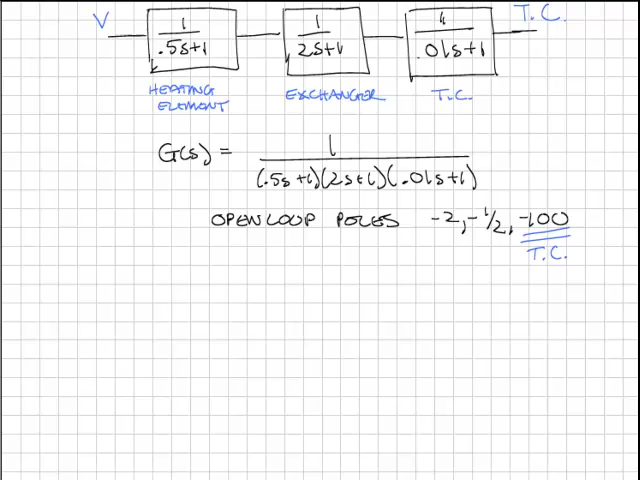 V 1/.5s+1 1/2s+1 1/.01s+1 T.C.
HEATING ELEMENT EXCHANGER T.C.
G(s) = 1/(.5s+1)(2s+1)(.01s+1)
OPEN LOOP POLES -2, -1/2, -100
T.C.